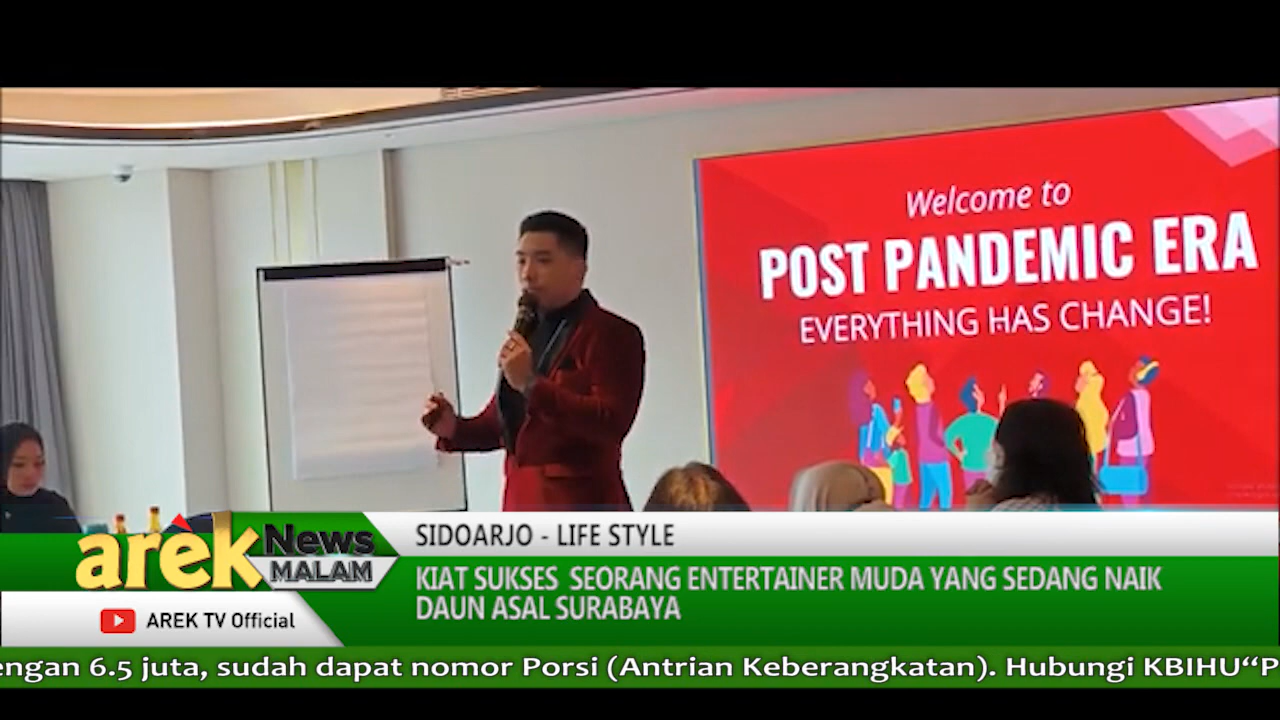 Welcome to
POST PANDEMIC ERA
EVERYTHING HAS CHANGE!
arek News
MALAM
SIDOARJO - LIFE STYLE
KIAT SUKSES SEORANG ENTERTAINER MUDA YANG SEDANG NAIK
DAUN ASAL SURABAYA
AREK TV Official
engan 6.5 juta, sudah dapat nomor Porsi (Antrian Keberangkatan). Hubungi KBIHU“P